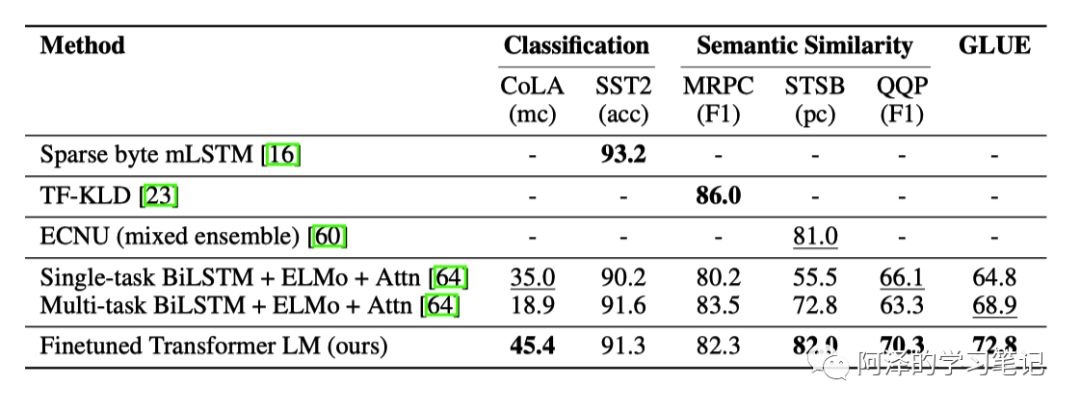 Method Classification Semantic Similarity GLUE
CoLA SST2 MRPC STSB QQP
(mc) (acc) (F1) (pc) (F1)
Sparse byte mLSTM [16] - 93.2 - - - -
TF-KLD [23] - - 86.0 - - -
ECNU (mixed ensemble) [60] - - - 81.0 - -
Single-task BiLSTM + ELMo + Attn [64] 35.0 90.2 80.2 55.5 66.1 64.8
Multi-task BiLSTM + ELMo + Attn [64] 18.9 91.6 83.5 72.8 63.3 68.9
Finetuned Transformer LM (ours) 45.4 91.3 82.3 82.0 70.3 72.8
阿泽的学习笔记